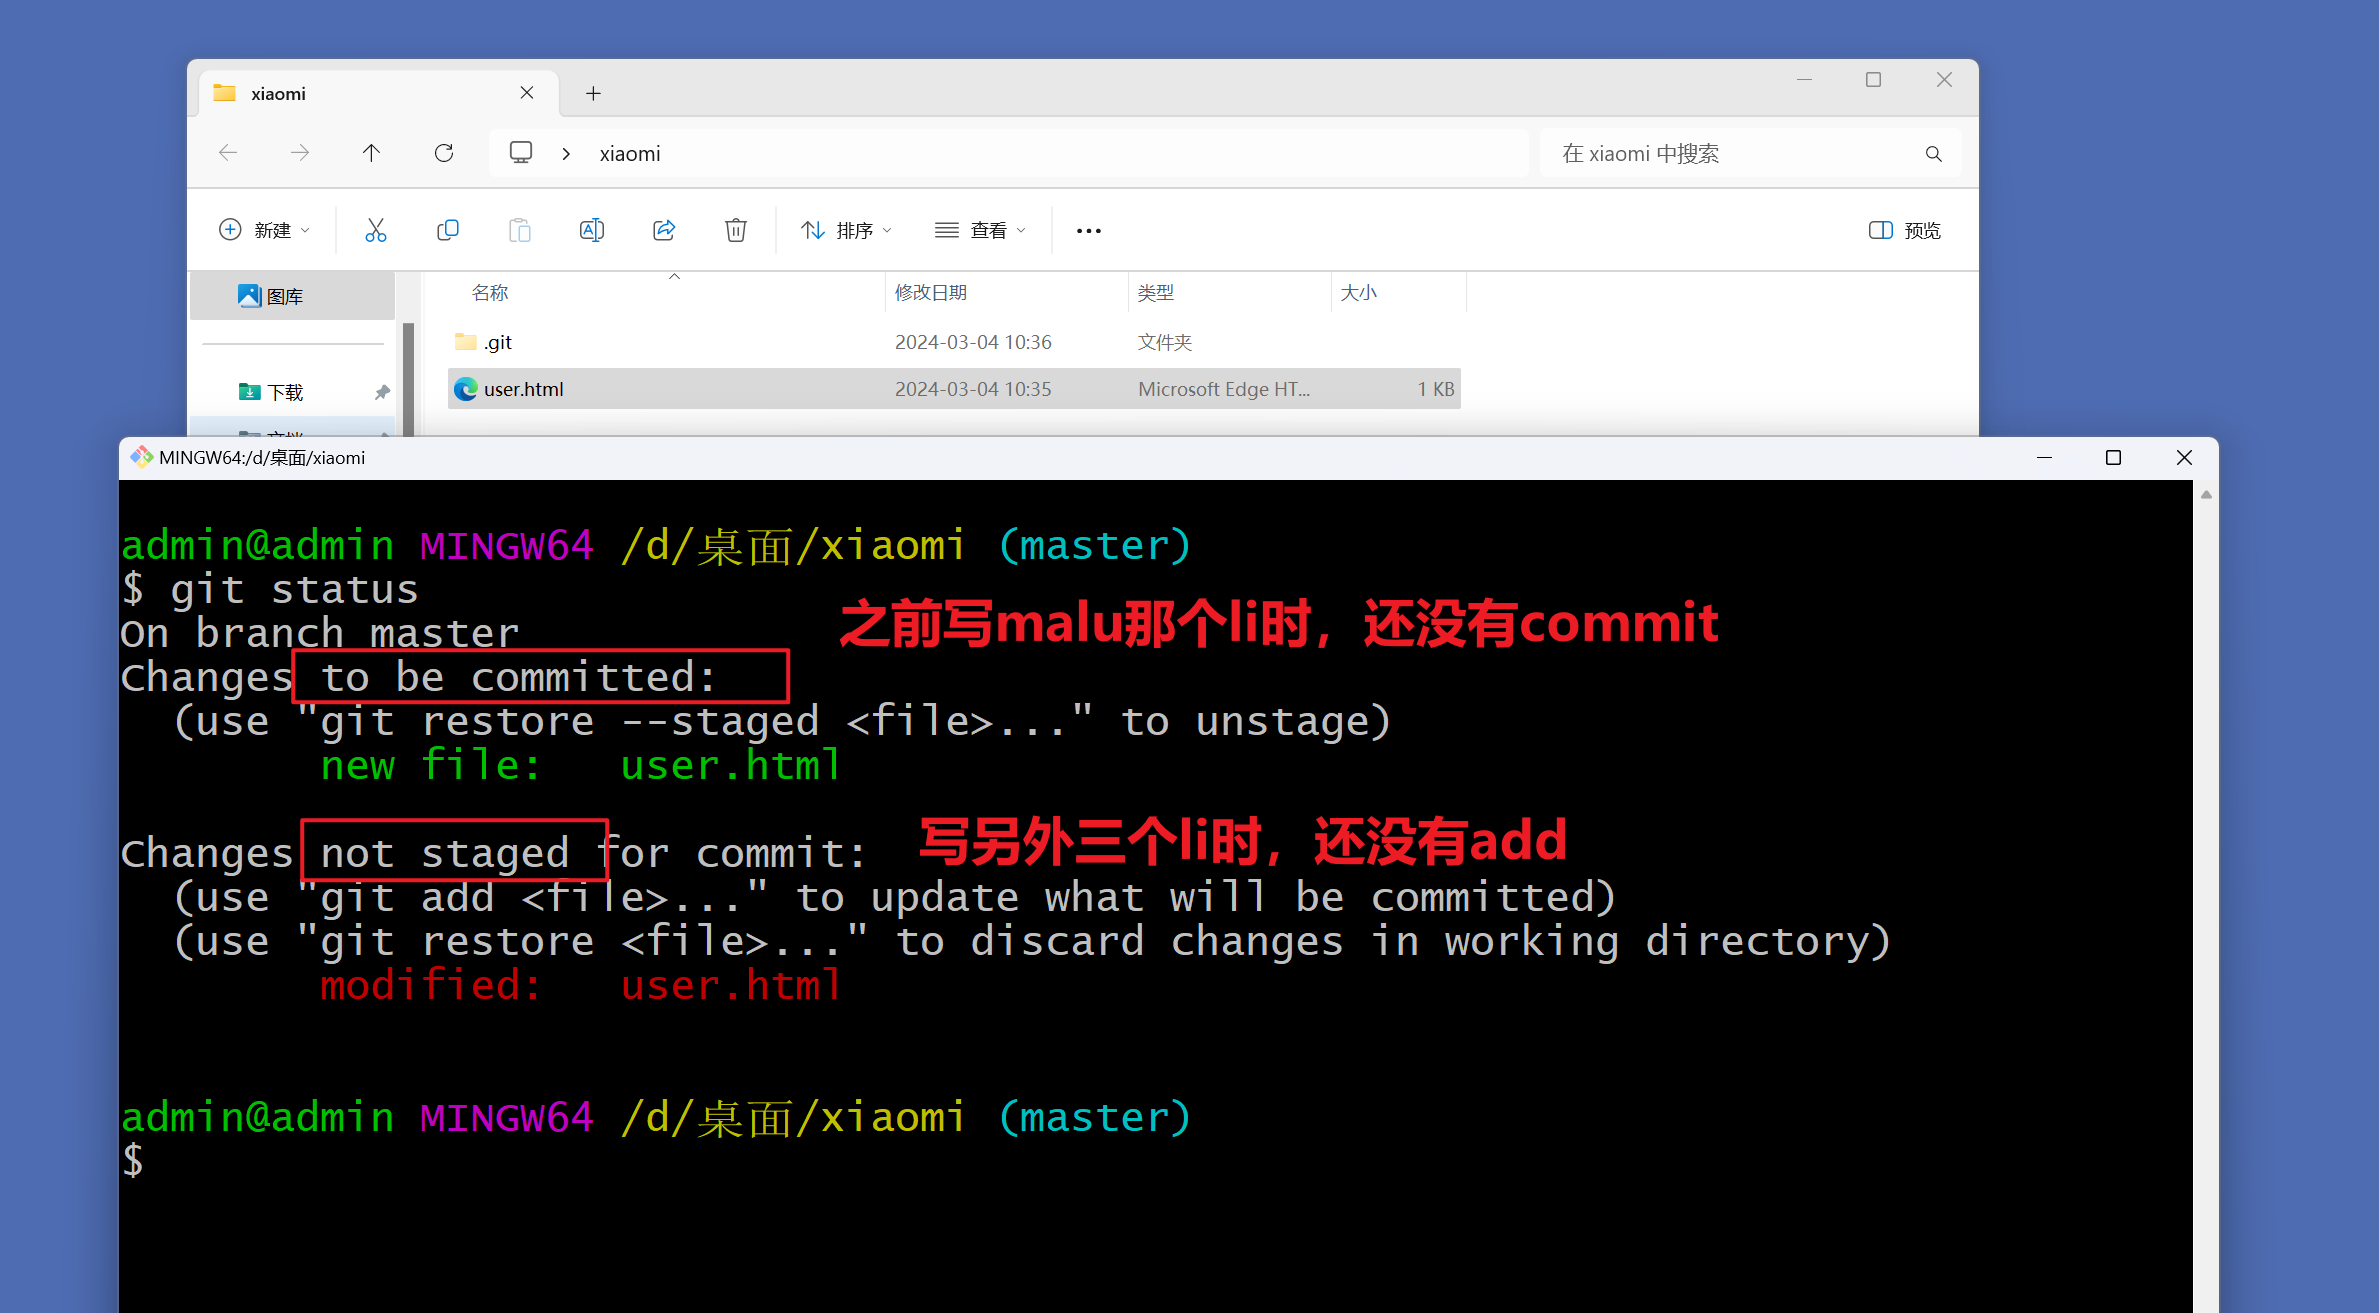 xiaomi
xiaomi
在 xiaomi 中搜索
新建
排序
查看
预览
图库
名称
修改日期
类型
大小
.git
2024-03-04 10:36
文件夹
下载
user.html
2024-03-04 10:35
Microsoft Edge HT...
1 KB
MINGW64:/d/桌面/xiaomi
admin@admin MINGW64 /d/桌面/xiaomi (master)
$ git status
On branch master
之前写malu那个li时，还没有commit
Changes to be committed:
(use "git restore --staged <file>..." to unstage)
new file:   user.html
Changes not staged for commit:
写另外三个li时，还没有add
(use "git add <file>..." to update what will be committed)
(use "git restore <file>..." to discard changes in working directory)
modified:   user.html
admin@admin MINGW64 /d/桌面/xiaomi (master)
$